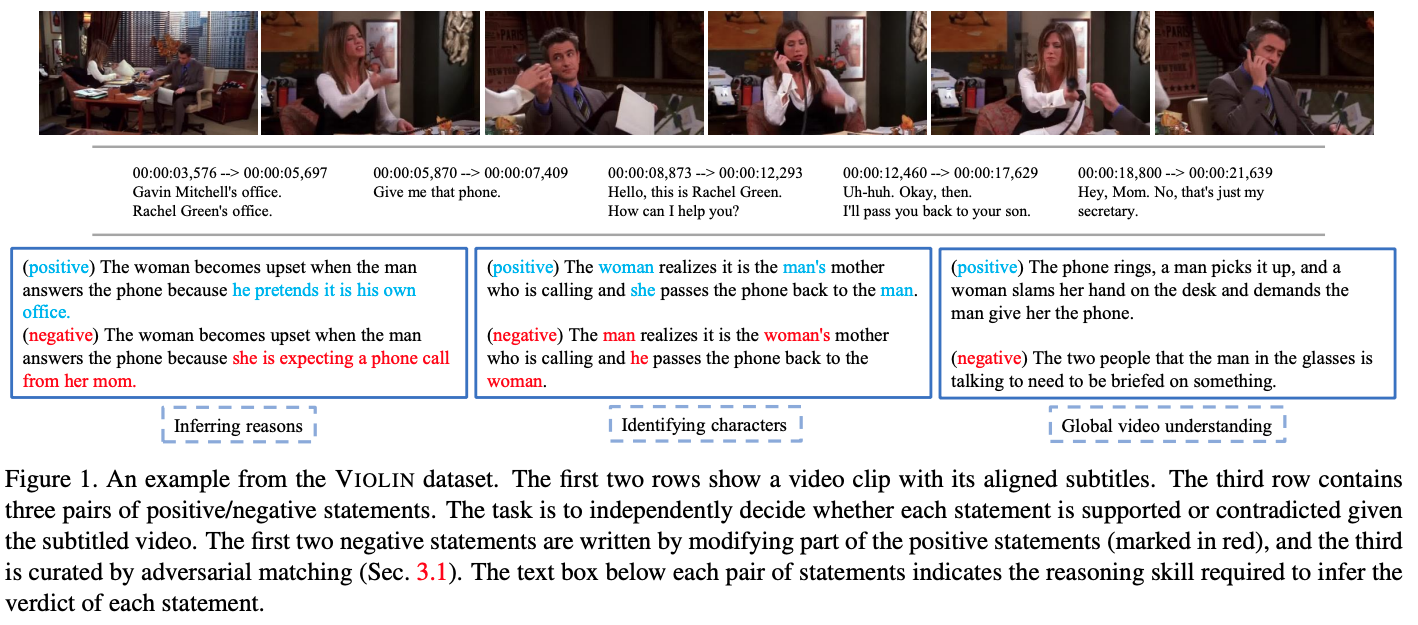 PARIS
00:00:03,576 --> 00:00:05,697
Gavin Mitchell's office.
Rachel Green's office.
00:00:05,870 --> 00:00:07,409
Give me that phone.
00:00:08,873 --> 00:00:12,293
Hello, this is Rachel Green.
How can I help you?
00:00:12,460 --> 00:00:17,629
Uh-huh. Okay, then.
I'll pass you back to your son.
00:00:18,800 --> 00:00:21,639
Hey, Mom. No, that's just my
secretary.
(positive) The woman becomes upset when the man
answers the phone because he pretends it is his own
office.
(negative) The woman becomes upset when the man
answers the phone because she is expecting a phone call
from her mom.
Inferring reasons
(positive) The woman realizes it is the man's mother
who is calling and she passes the phone back to the man.
(negative) The man realizes it is the woman's mother
who is calling and he passes the phone back to the
woman.
Identifying characters
(positive) The phone rings, a man picks it up, and a
woman slams her hand on the desk and demands the
man give her the phone.
(negative) The two people that the man in the glasses is
talking to need to be briefed on something.
Global video understanding
Figure 1. An example from the VIOLIN dataset. The first two rows show a video clip with its aligned subtitles. The third row contains
three pairs of positive/negative statements. The task is to independently decide whether each statement is supported or contradicted given
the subtitled video. The first two negative statements are written by modifying part of the positive statements (marked in red), and the third
is curated by adversarial matching (Sec. 3.1). The text box below each pair of statements indicates the reasoning skill required to infer the
verdict of each statement.